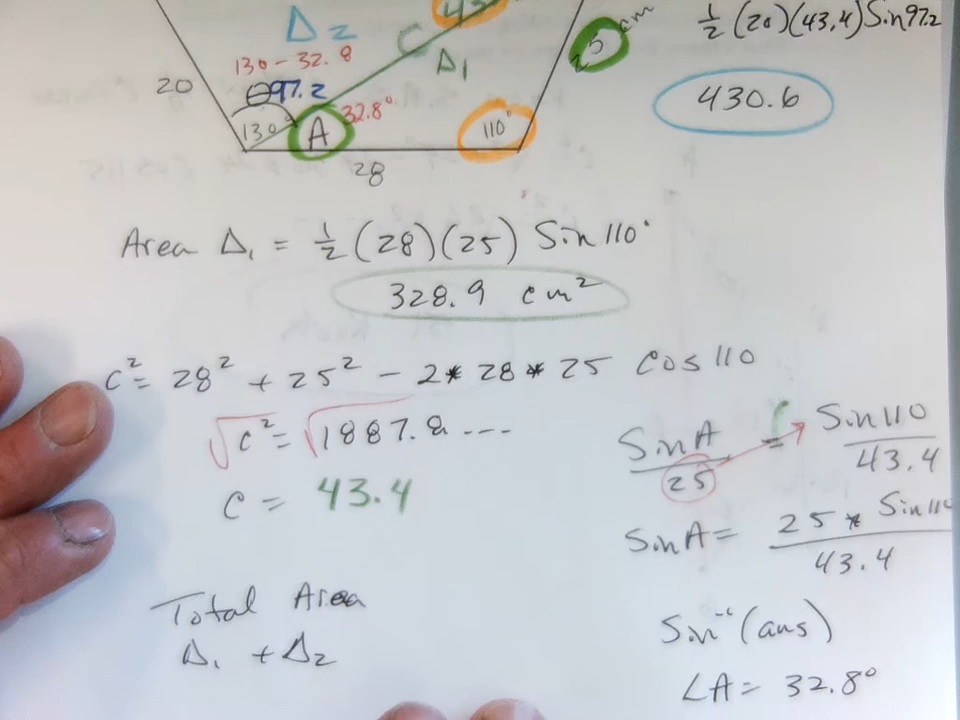 43
Δ2
C
25 cm
½ (20)(43,4) Sin 97.2
130 - 32.8
Δ1
20
θ97.2
430.6
32.8°
130°
A
110°
28
Area Δ₁ = ½ (28)(25) Sin 110°
328.9 cm²
c² = 28² + 25² - 2 * 28 * 25 cos 110
√c² = √1887.8 ---
c = 43.4
Sin A / 25 = Sin 110 / 43.4
Sin A = 25 * Sin 110 / 43.4
Total Area
Δ₁ + Δ₂
Sin⁻¹ (ans)
∠A = 32.8°